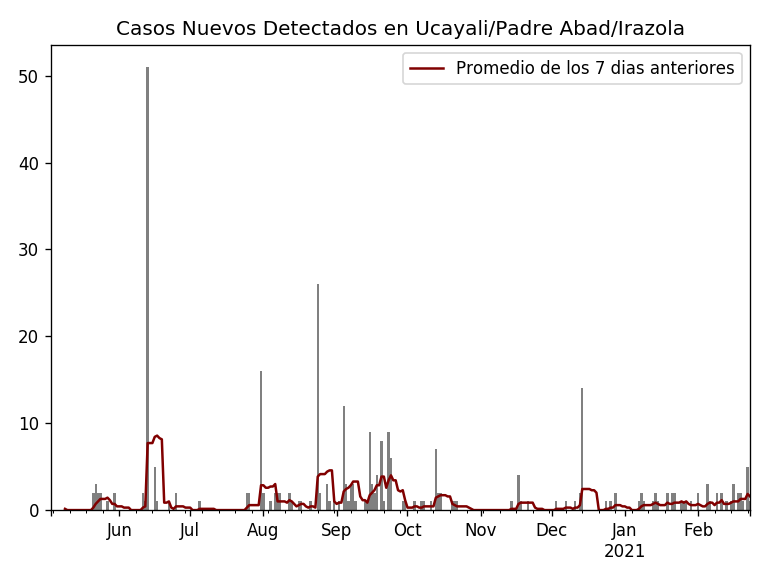 Casos Nuevos Detectados en Ucayali/Padre Abad/Irazola
Promedio de los 7 dias anteriores
50
40
30
20
10
0
Jun Jul Aug Sep Oct Nov Dec Jan Feb
2021